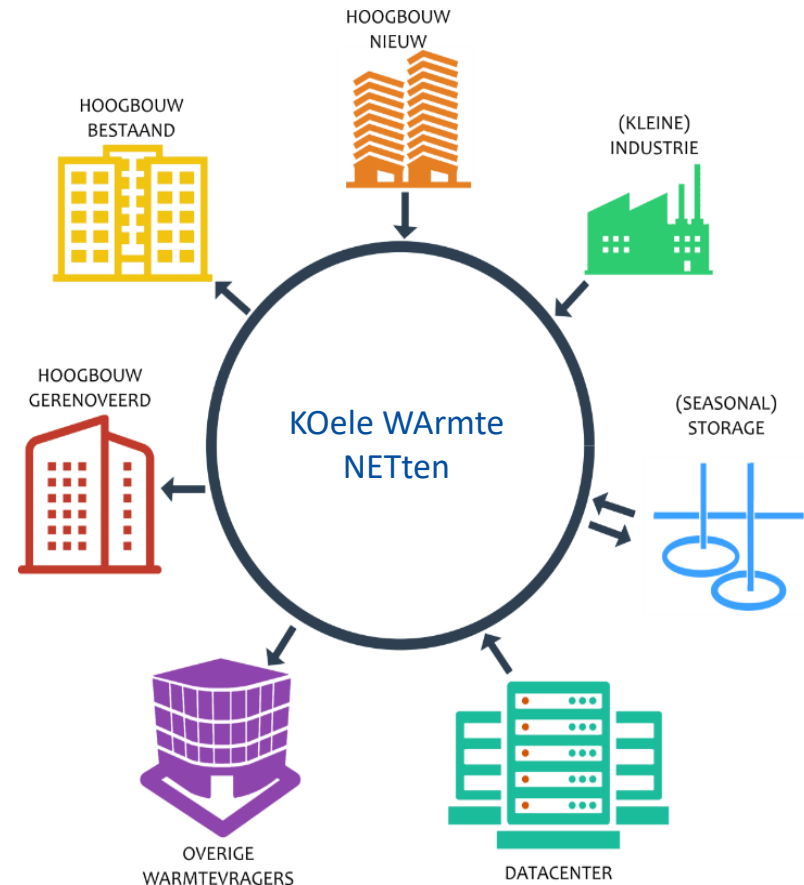 HOOGBOUW
NIEUW
HOOGBOUW
BESTAAND
(KLEINE)
INDUSTRIE
HOOGBOUW
GERENOVEERD
(SEASONAL)
STORAGE
KOele WArmte
NETten
OVERIGE
WARMTEVRAGERS
DATACENTER